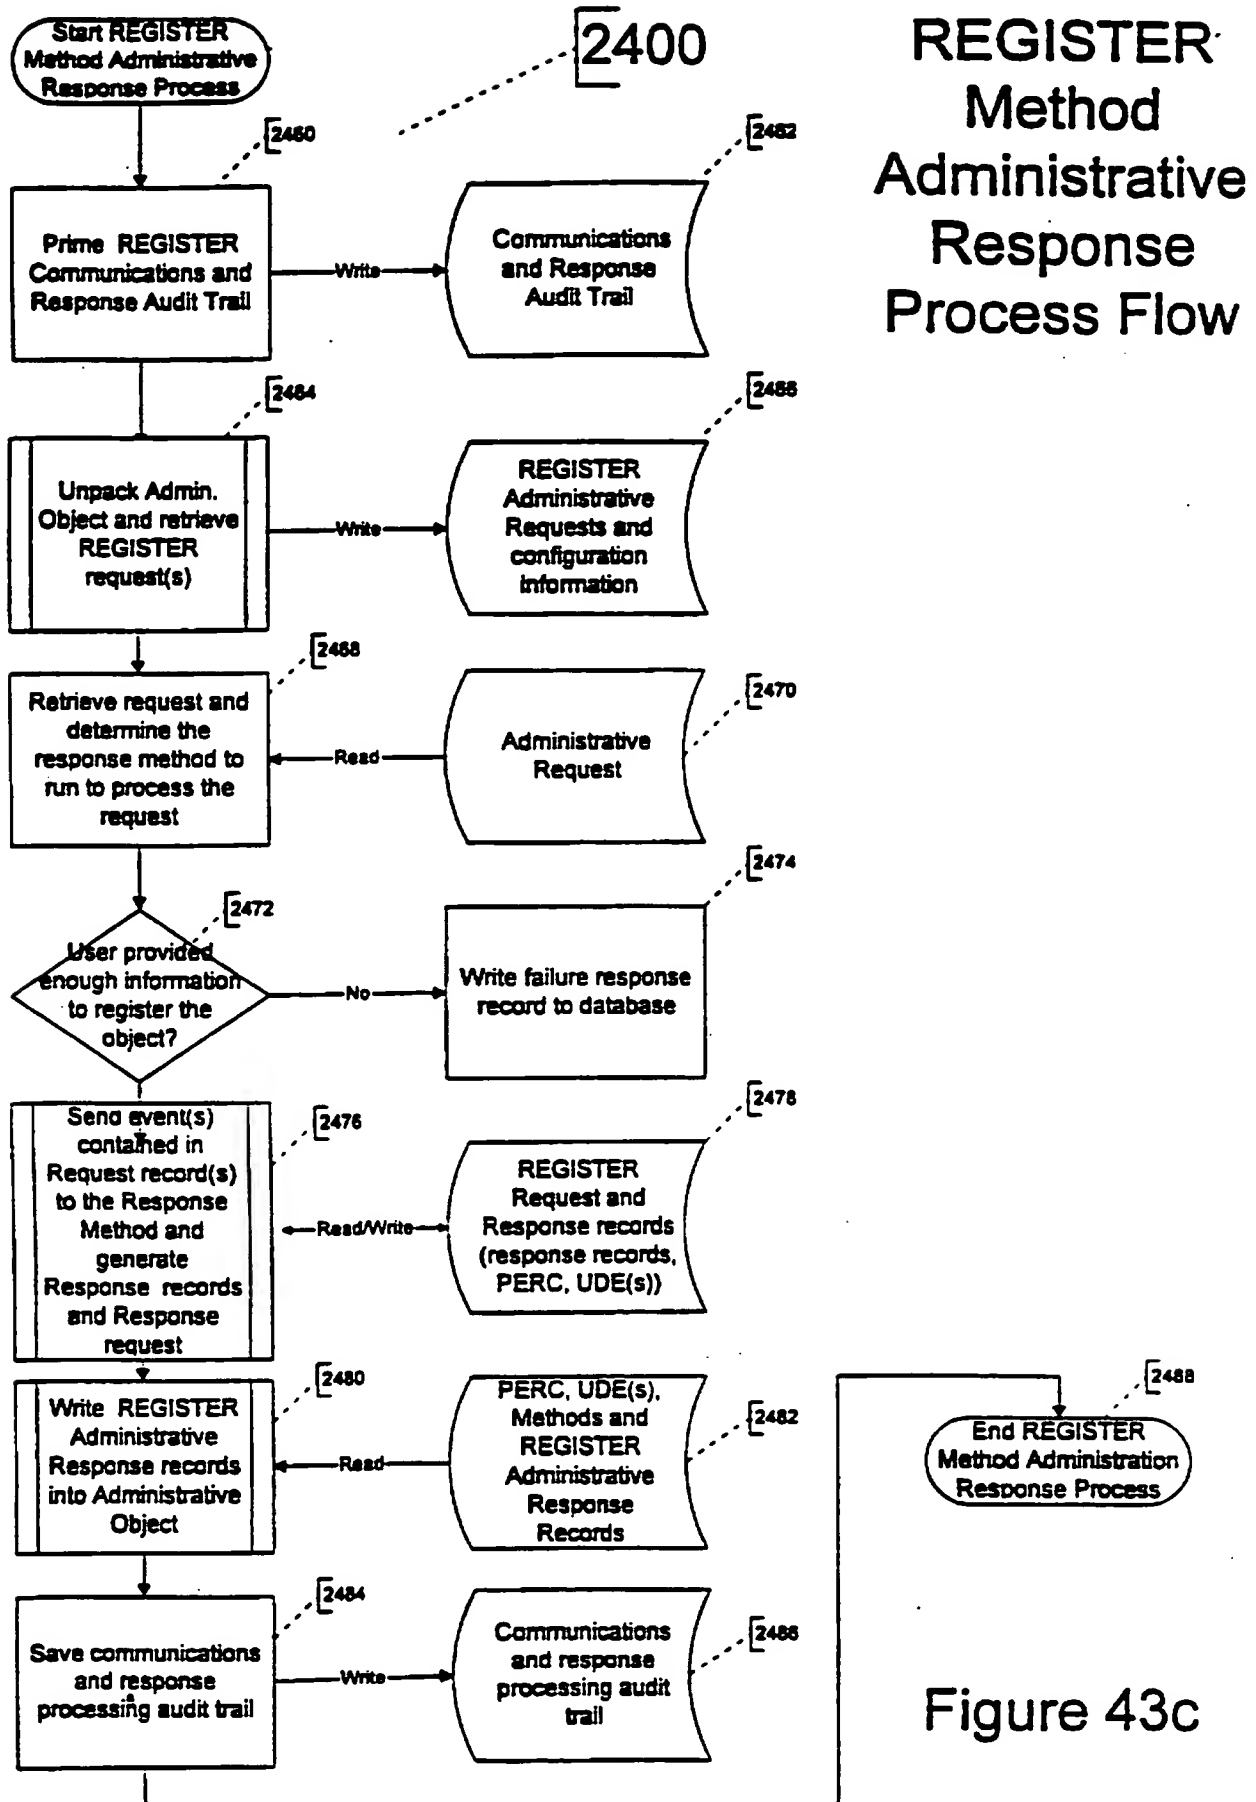 Start REGISTER
Method Administrative
Response Process
2400
REGISTER
Method
Administrative
Response
Process Flow
2460
2462
Prime REGISTER
Communications and
Response Audit Trail
Write
Communications
and Response
Audit Trail
2464
2466
Unpack Admin.
Object and retrieve
REGISTER
request(s)
Write
REGISTER
Administrative
Requests and
configuration
information
2468
2470
Retrieve request and
determine the
response method to
run to process the
request
Read
Administrative
Request
2472
2474
User provided
enough information
to register the
object?
No
Write failure response
record to database
2476
2478
Send event(s)
contained in
Request record(s)
to the Response
Method and
generate
Response records
and Response
request
Read/Write
REGISTER
Request and
Response records
(response records,
PERC, UDE(s))
2480
2482
Write REGISTER
Administrative
Response records
into Administrative
Object
Read
PERC, UDE(s),
Methods and
REGISTER
Administrative
Response
Records
2488
End REGISTER
Method Administration
Response Process
2484
2486
Save communications
and response
processing audit trail
Write
Communications
and response
processing audit
trail
Figure 43c